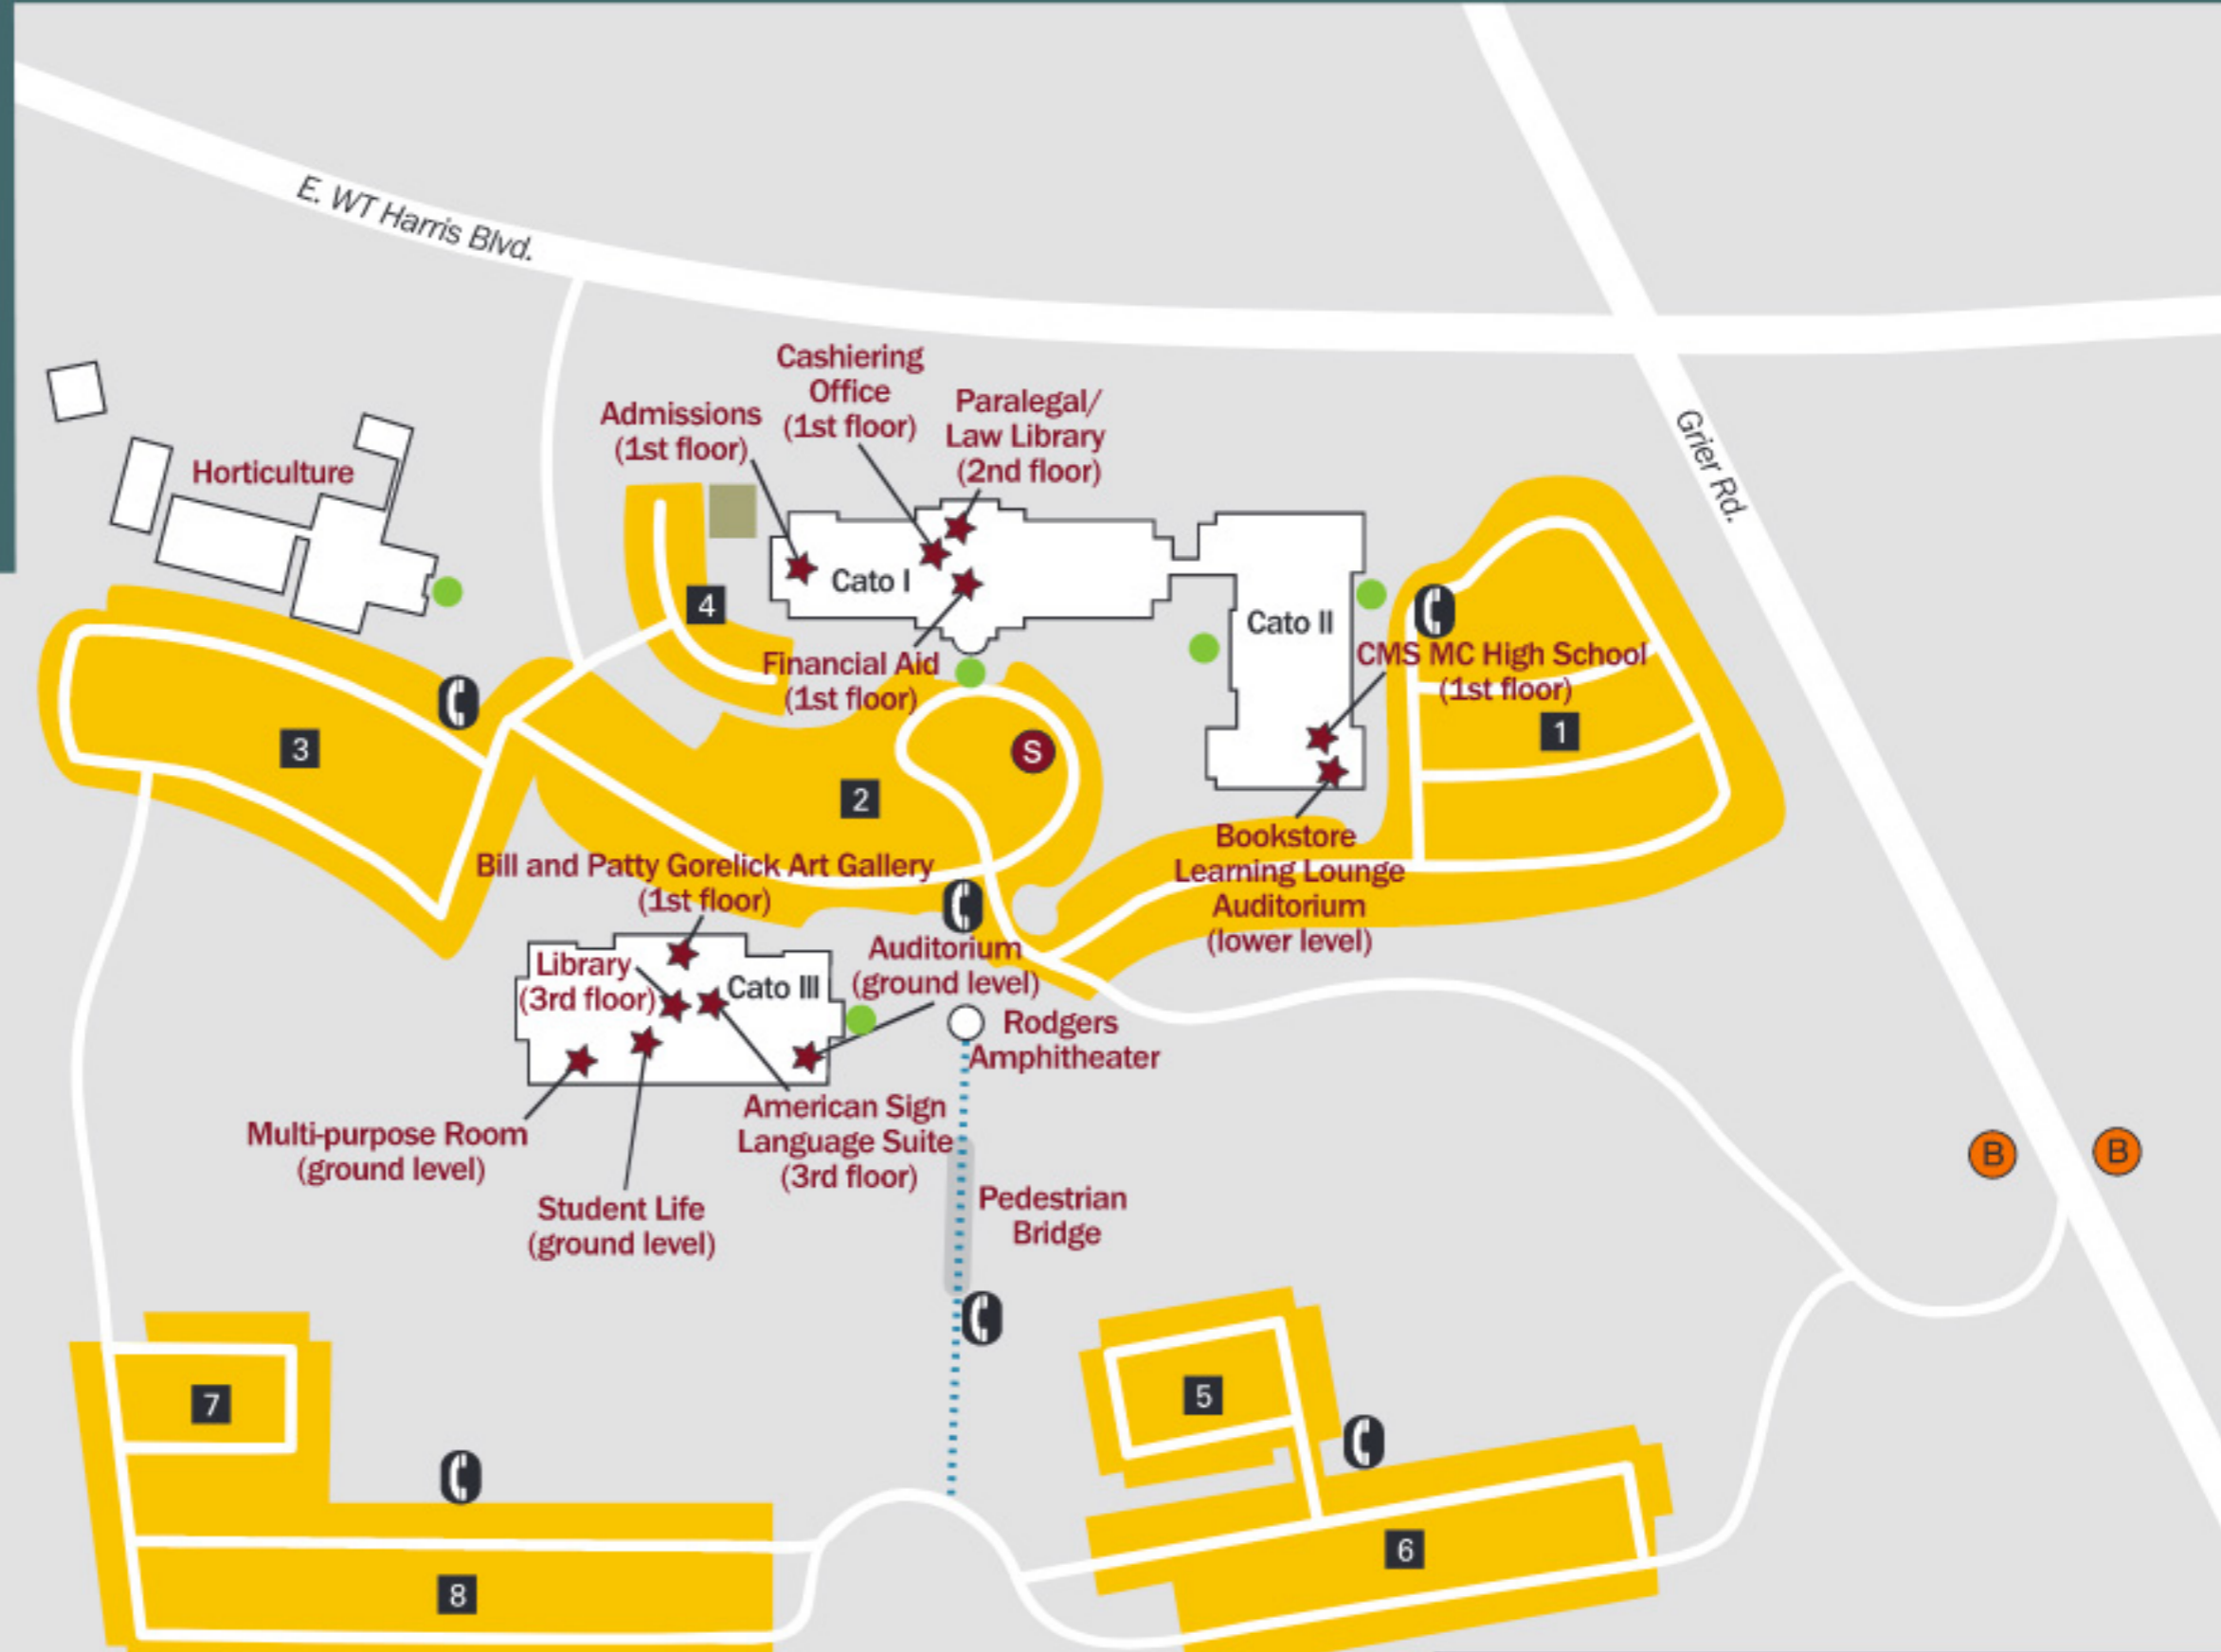 E. WT Harris Blvd.
Grier Rd.
Cashiering
Office
(1st floor)
Paralegal/
Law Library
(2nd floor)
Admissions
(1st floor)
Horticulture
Cato I
4
Cato II
Financial Aid
(1st floor)
CMS MC High School
(1st floor)
3
S
1
2
Bookstore
Learning Lounge
Auditorium
(lower level)
Bill and Patty Gorelick Art Gallery
(1st floor)
Auditorium
(ground level)
Library
(3rd floor)
Cato III
Rodgers
Amphitheater
American Sign
Language Suite
(3rd floor)
Multi-purpose Room
(ground level)
Student Life
(ground level)
Pedestrian
Bridge
B
B
7
5
8
6